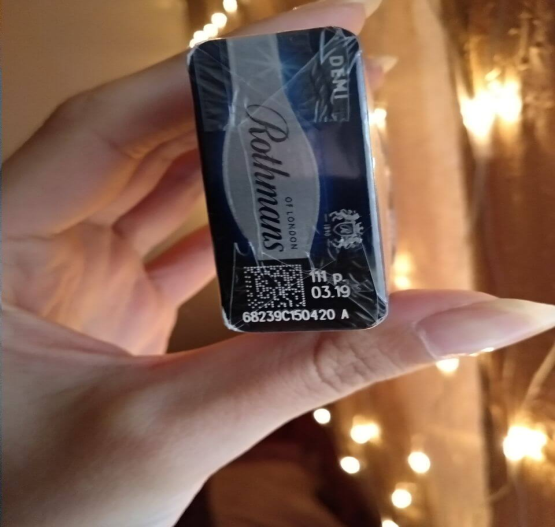 DEMI
Rothmans
OF LONDON
111 р.
03.19
68239C150420 A